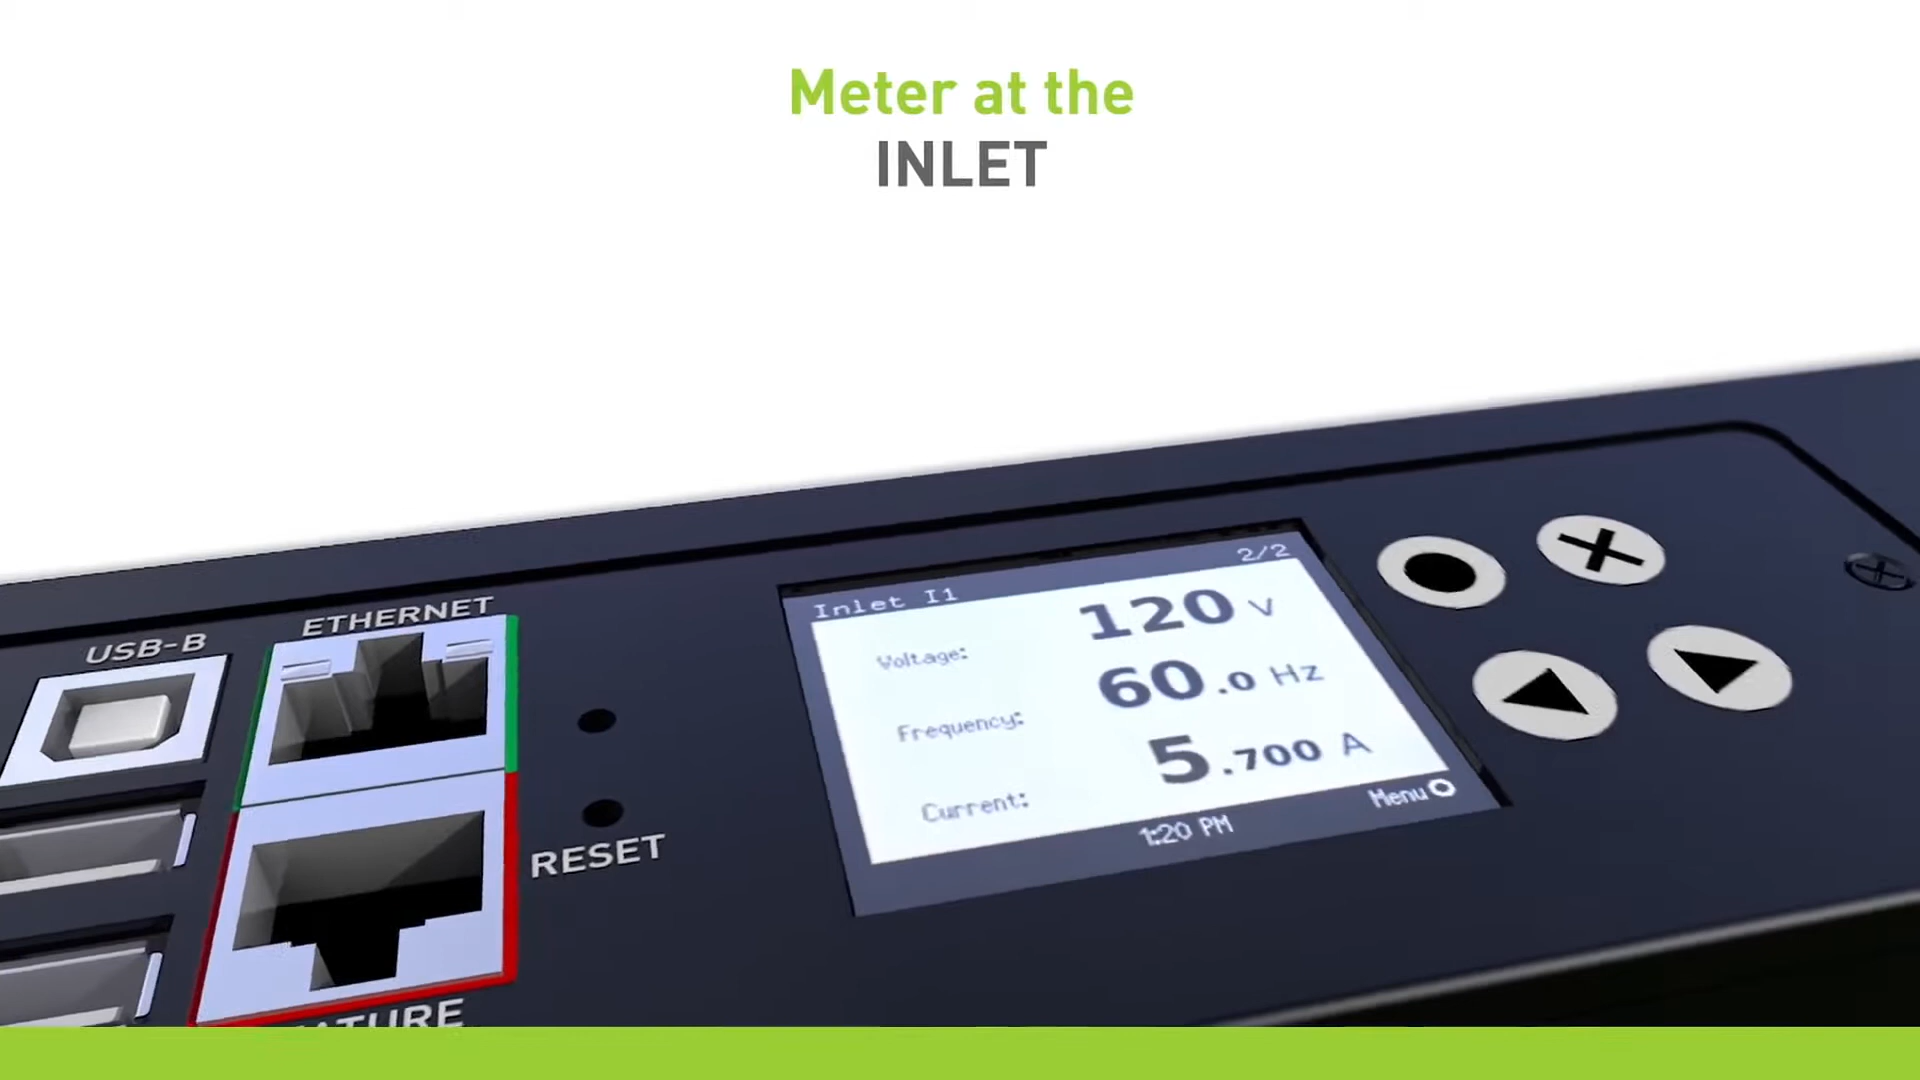 Meter at the
INLET
USB-B
ETHERNET
RESET
Inlet I1
2/2
Voltage: 120 V
Frequency: 60.0 Hz
Current: 5.700 A
1:20 PM
Menu